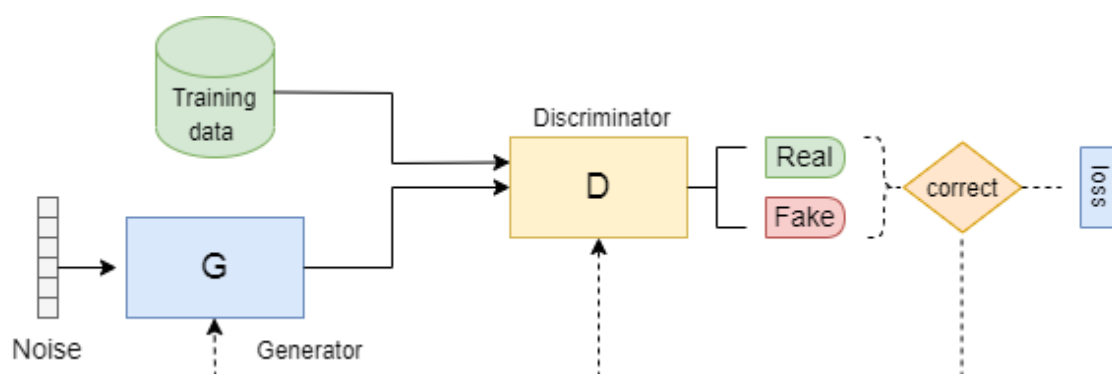 Training
data
Discriminator
D
Real
Fake
correct
loss
G
Noise
Generator